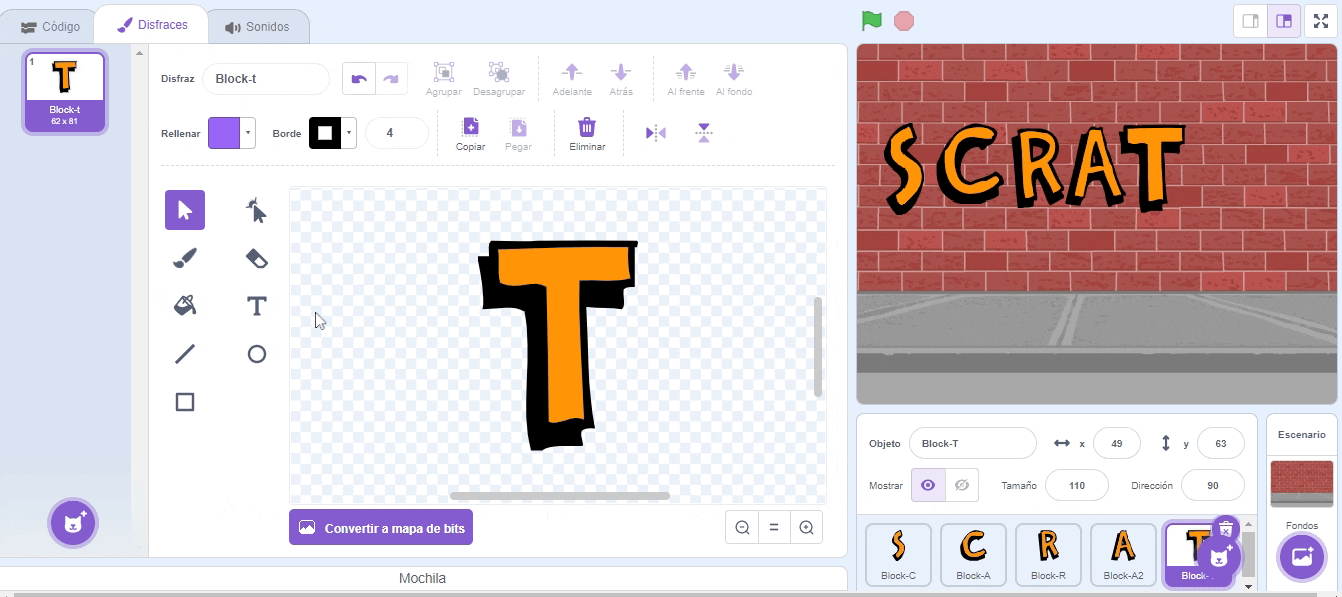 Código Disfraces Sonidos
1
Block-t
62 x 81
Disfraz Block-t Agrupar Desagrupar Adelante Atrás Al frente Al fondo
Rellenar Borde 4 Copiar Pegar Eliminar
T
T
Convertir a mapa de bits
Mochila
SCRAT
Objeto Block-T x 49 y 63
Mostrar Tamaño 110 Dirección 90
S C R A T
Block-C Block-A Block-R Block-A2 Block-
Escenario
Fondos